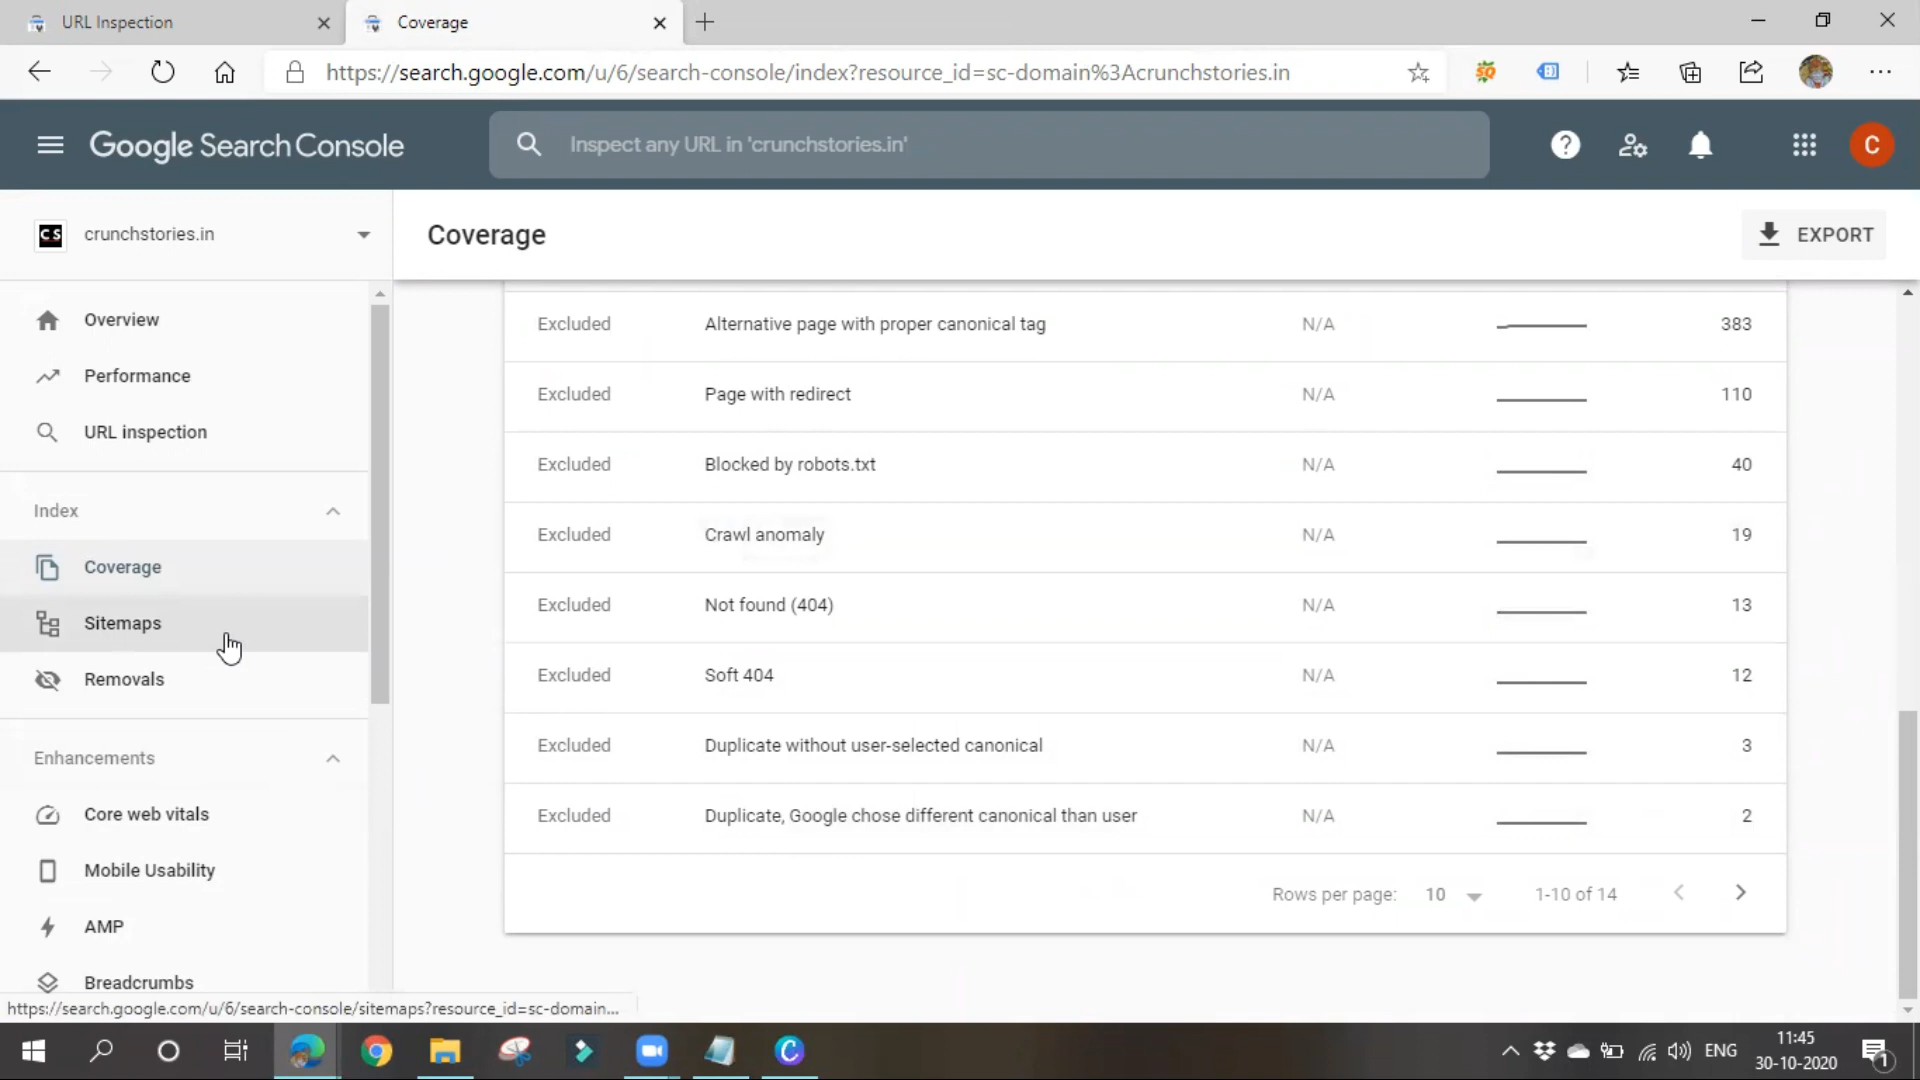 URL Inspection
Coverage
https://search.google.com/u/6/search-console/index?resource_id=sc-domain%3Acrunchstories.in
Google Search Console
Inspect any URL in 'crunchstories.in'
C
CS
crunchstories.in
Coverage
EXPORT
Overview
Performance
URL inspection
Index
Coverage
Sitemaps
Removals
Enhancements
Core web vitals
Mobile Usability
AMP
Breadcrumbs
Excluded Alternative page with proper canonical tag N/A 383
Excluded Page with redirect N/A 110
Excluded Blocked by robots.txt N/A 40
Excluded Crawl anomaly N/A 19
Excluded Not found (404) N/A 13
Excluded Soft 404 N/A 12
Excluded Duplicate without user-selected canonical N/A 3
Excluded Duplicate, Google chose different canonical than user N/A 2
Rows per page: 10 1-10 of 14
https://search.google.com/u/6/search-console/sitemaps?resource_id=sc-domain...
ENG
11:45
30-10-2020
1